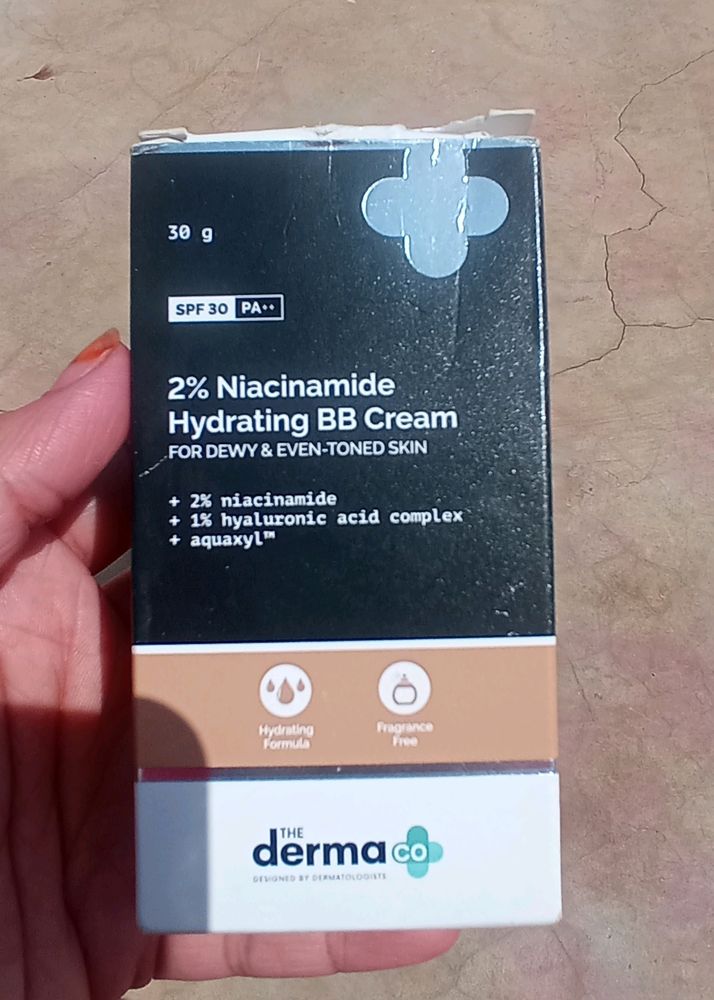 30 g
SPF 30 PA++
2% Niacinamide
Hydrating BB Cream
FOR DEWY & EVEN-TONED SKIN
+ 2% niacinamide
+ 1% hyaluronic acid complex
+ aquaxyl™
Hydrating
Formula
Fragrance
Free
THE
derma co
DESIGNED BY DERMATOLOGISTS